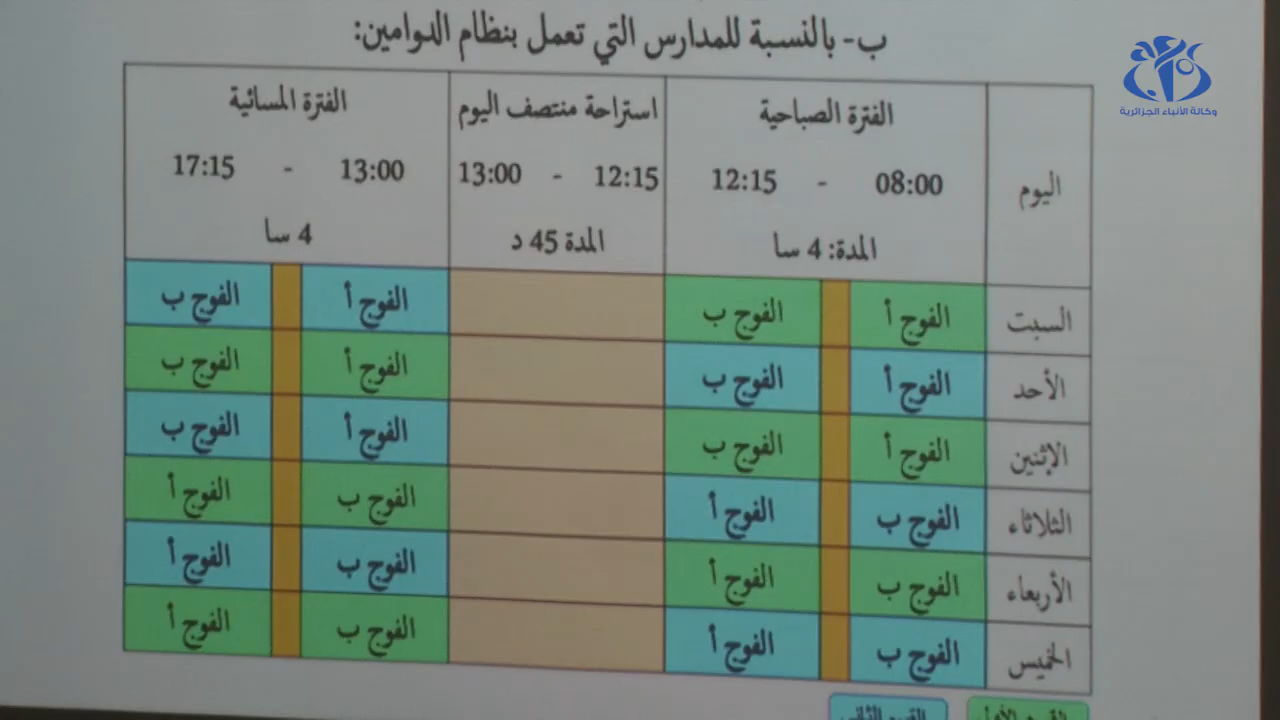 ب- بالنسبة للمدارس التي تعمل بنظام الدوامين:
وكالة الأنباء الجزائرية
اليوم
الفترة الصباحية
08:00 - 12:15
المدة: 4 سا
استراحة منتصف اليوم
12:15 - 13:00
المدة 45 د
الفترة المسائية
13:00 - 17:15
4 سا
السبت الفوج أ الفوج ب الفوج أ الفوج ب
الأحد الفوج أ الفوج ب الفوج أ الفوج ب
الإثنين الفوج أ الفوج ب الفوج أ الفوج ب
الثلاثاء الفوج ب الفوج أ الفوج ب الفوج أ
الأربعاء الفوج ب الفوج أ الفوج ب الفوج أ
الخميس الفوج ب الفوج أ الفوج ب الفوج أ